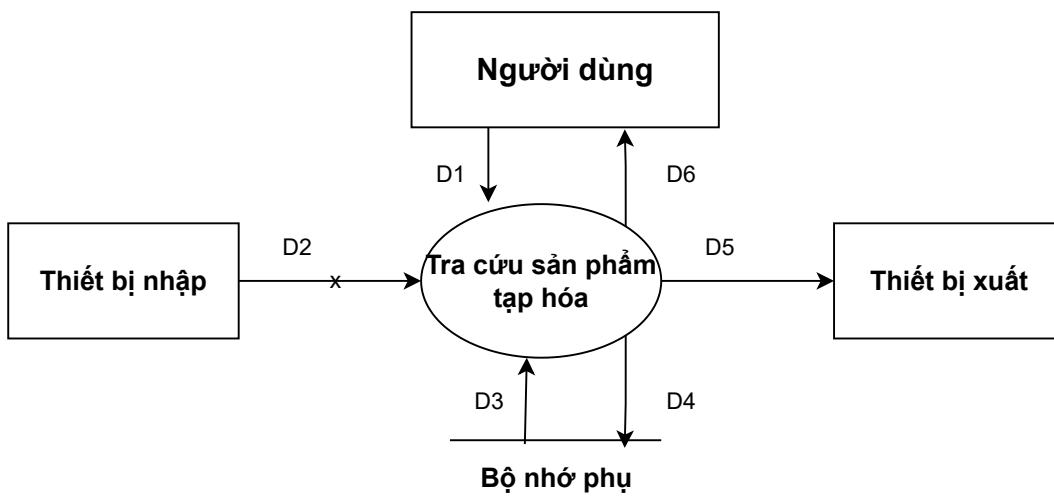 Người dùng
D1
D6
D2
D5
Thiết bị nhập
x
Tra cứu sản phẩm
tạp hóa
Thiết bị xuất
D3
D4
Bộ nhớ phụ